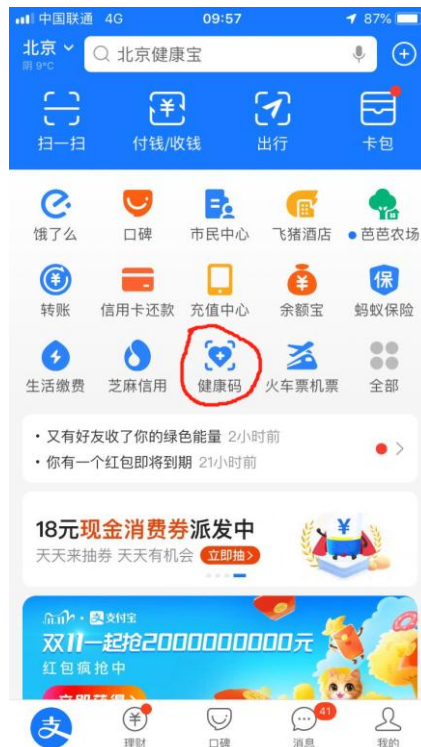 中国联通 4G 09:57 87%
北京 北京健康宝
阴 9°C
扫一扫 付钱/收钱 出行 卡包
饿了么 口碑 市民中心 飞猪酒店 芭芭农场
转账 信用卡还款 充值中心 余额宝 蚂蚁保险
生活缴费 芝麻信用 健康码 火车票机票 全部
· 又有好友收了你的绿色能量 2小时前
· 你有一个红包即将到期 21小时前
18元现金消费券派发中
天天来抽券 天天有机会 立即抽>
支付宝
双11一起抢2000000000元
红包疯抢中
41
理财 口碑 消息 我的